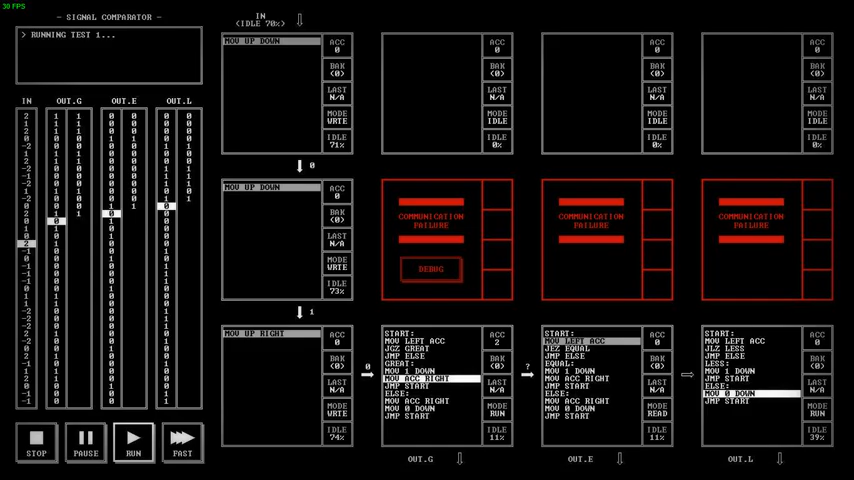 30 FPS
- SIGNAL COMPARATOR -
> RUNNING TEST 1...
IN
(IDLE 70%)
MOV UP DOWN
ACC
0
BAK
(0)
LAST
N/A
MODE
WRTE
IDLE
71%
ACC
0
BAK
(0)
LAST
N/A
MODE
IDLE
IDLE
0%
ACC
0
BAK
(0)
LAST
N/A
MODE
IDLE
IDLE
0%
ACC
0
BAK
(0)
LAST
N/A
MODE
IDLE
IDLE
0%
IN OUT.G OUT.E OUT.L
0
MOV UP DOWN
ACC
0
BAK
(0)
LAST
N/A
MODE
WRTE
IDLE
73%
COMMUNICATION
FAILURE
DEBUG
COMMUNICATION
FAILURE
COMMUNICATION
FAILURE
1
MOV UP RIGHT
ACC
0
BAK
(0)
LAST
N/A
MODE
WRTE
IDLE
74%
0
START:
MOV LEFT ACC
JGZ GREAT
JMP ELSE
GREAT:
MOV 1 DOWN
MOV ACC RIGHT
JMP START
ELSE:
MOV ACC RIGHT
MOV 0 DOWN
JMP START
ACC
2
BAK
(0)
LAST
N/A
MODE
RUN
IDLE
11%
?
START:
MOV LEFT ACC
JEZ EQUAL
JMP ELSE
EQUAL:
MOV 1 DOWN
MOV ACC RIGHT
JMP START
ELSE:
MOV ACC RIGHT
MOV 0 DOWN
JMP START
ACC
0
BAK
(0)
LAST
N/A
MODE
READ
IDLE
11%
START:
MOV LEFT ACC
JLZ LESS
JMP ELSE
LESS:
MOV 1 DOWN
JMP START
ELSE:
MOV 0 DOWN
JMP START
ACC
0
BAK
(0)
LAST
N/A
MODE
RUN
IDLE
39%
STOP
PAUSE
RUN
FAST
OUT.G
OUT.E
OUT.L